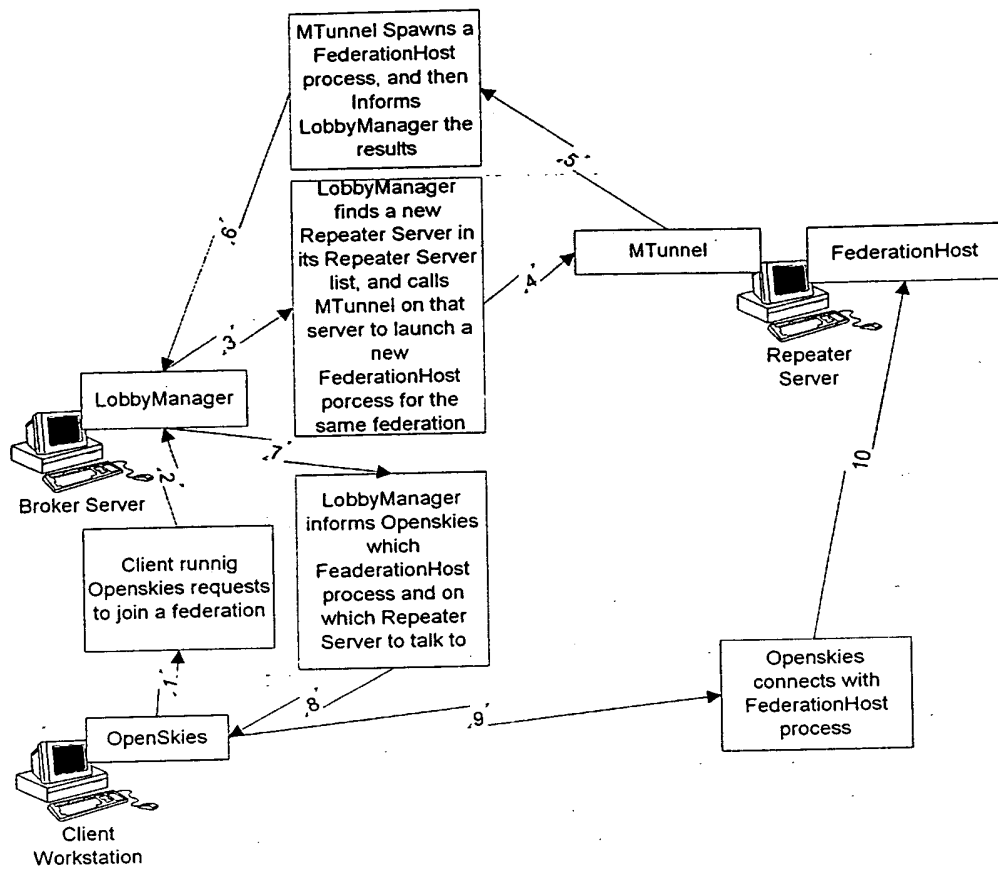 MTunnel Spawns a
FederationHost
process, and then
Informs
LobbyManager the
results
5
6
LobbyManager
finds a new
Repeater Server in
its Repeater Server
list, and calls
MTunnel on that
server to launch a
new
FederationHost
porcess for the
same federation
4
MTunnel
FederationHost
3
Repeater
Server
LobbyManager
7
2
10
Broker Server
Client runnig
Openskies requests
to join a federation
LobbyManager
informs Openskies
which
FeaderationHost
process and on
which Repeater
Server to talk to
Openskies
connects with
FederationHost
process
1
8
9
OpenSkies
Client
Workstation